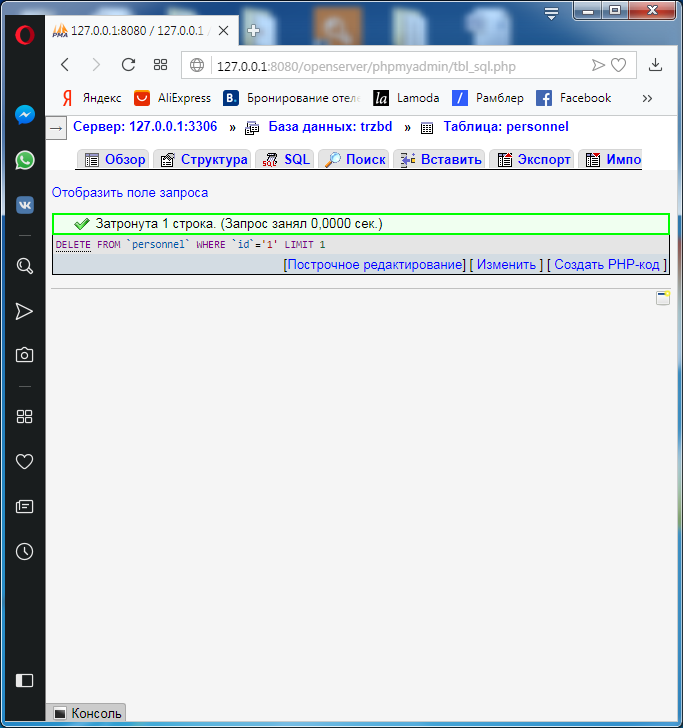 PMA 127.0.0.1:8080 / 127.0.0.1
127.0.0.1:8080/openserver/phpmyadmin/tbl_sql.php
Яндекс AliExpress B. Бронирование отеле la Lamoda Рамблер Facebook
Сервер: 127.0.0.1:3306 » База данных: trzbd » Таблица: personnel
Обзор Структура SQL Поиск Вставить Экспорт Импо
Отобразить поле запроса
Затронута 1 строка. (Запрос занял 0,0000 сек.)
DELETE FROM `personnel` WHERE `id`='1' LIMIT 1
[Построчное редактирование] [ Изменить ] [ Создать PHP-код ]
Консоль